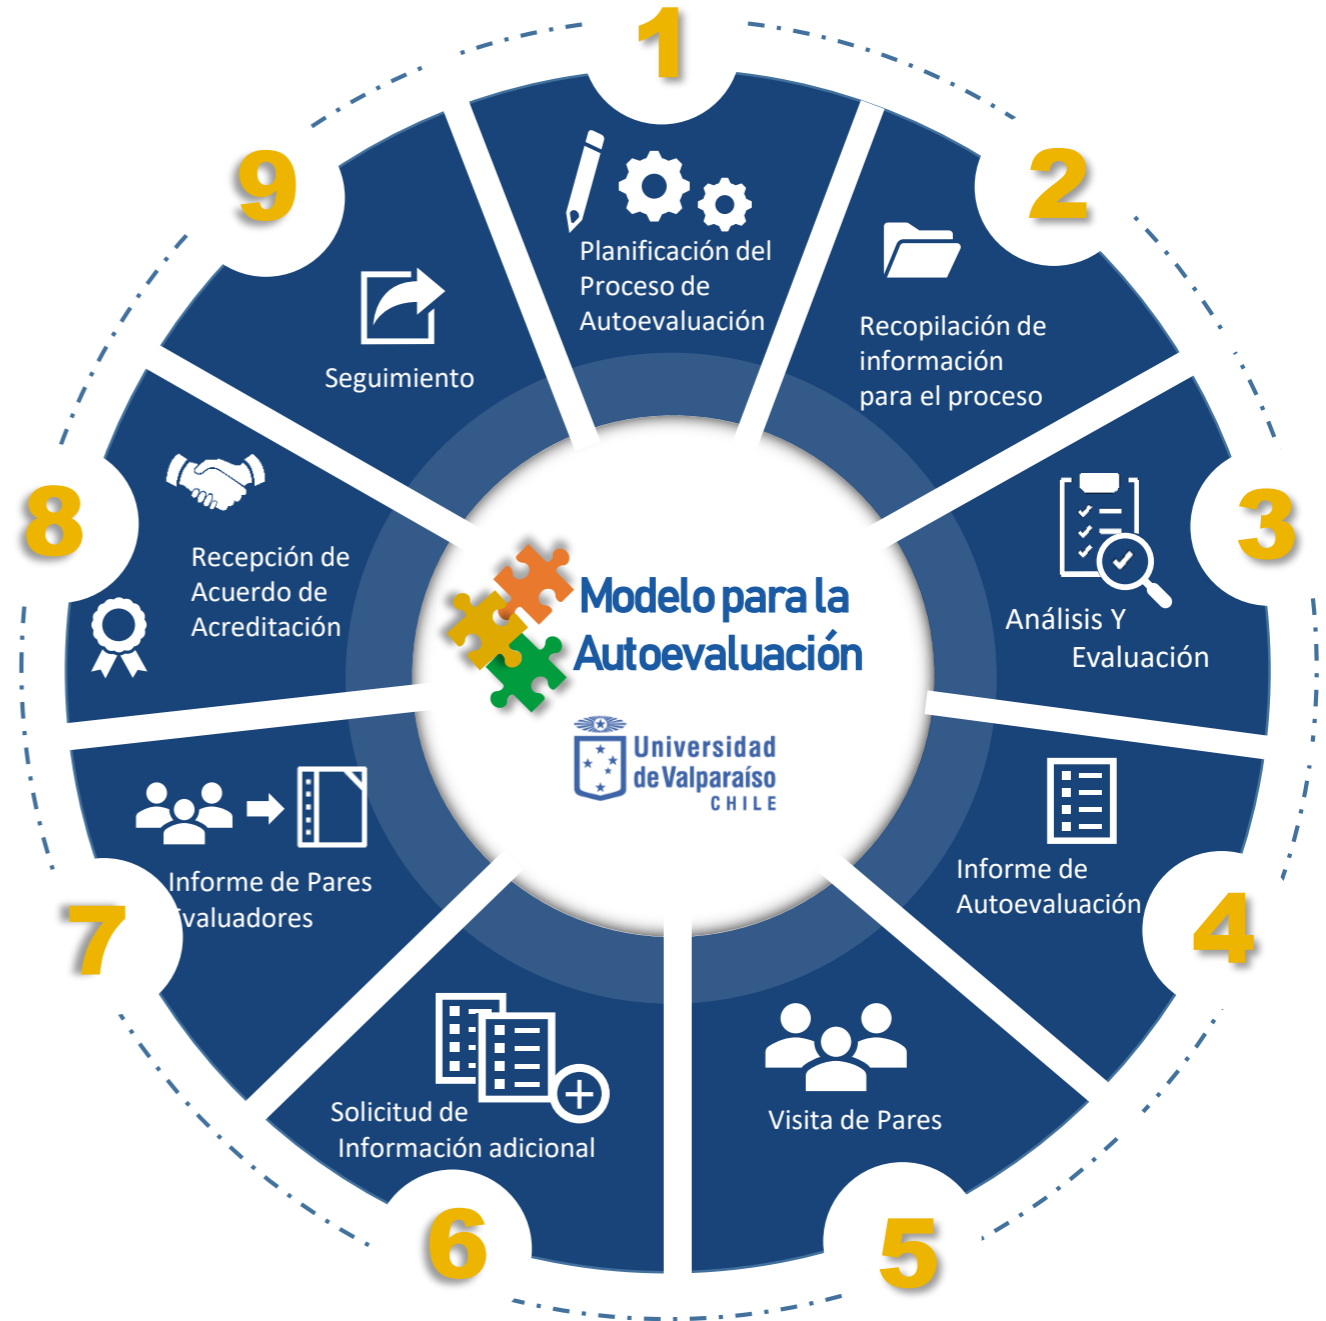 1
Planificación del
Proceso de
Autoevaluación
2
Recopilación de
información
para el proceso
3
Análisis Y
Evaluación
4
Informe de
Autoevaluación
5
Visita de Pares
6
Solicitud de
Información adicional
7
Informe de Pares
Evaluadores
8
Recepción de
Acuerdo de
Acreditación
9
Seguimiento
Modelo para la
Autoevaluación
Universidad
de Valparaíso
CHILE